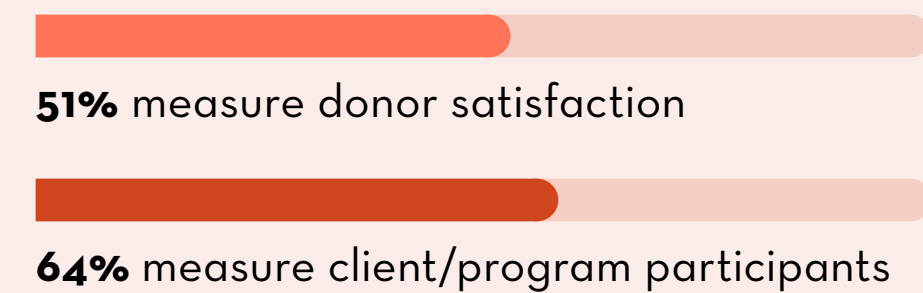 51% measure donor satisfaction
64% measure client/program participants